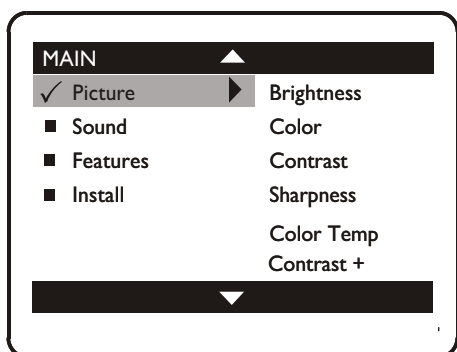 MAIN
✓ Picture
■ Sound
■ Features
■ Install
Brightness
Color
Contrast
Sharpness
Color Temp
Contrast +